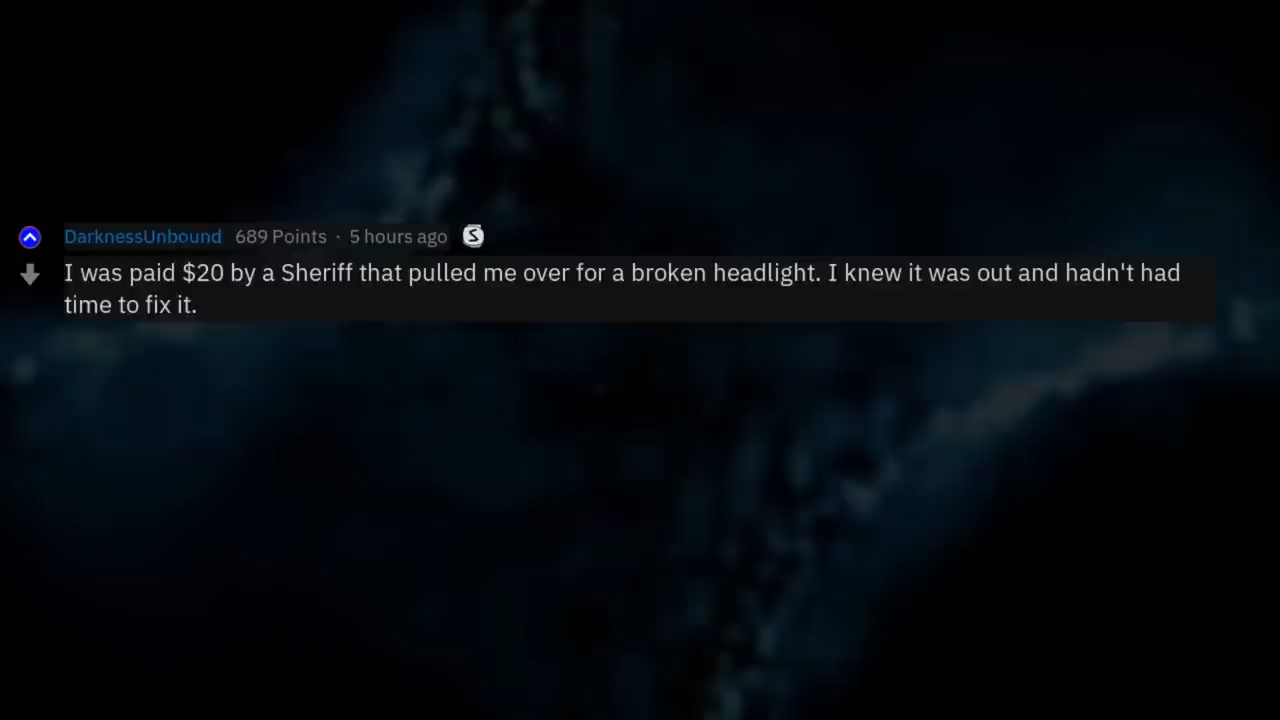 DarknessUnbound 689 Points · 5 hours ago S
I was paid $20 by a Sheriff that pulled me over for a broken headlight. I knew it was out and hadn't had
time to fix it.